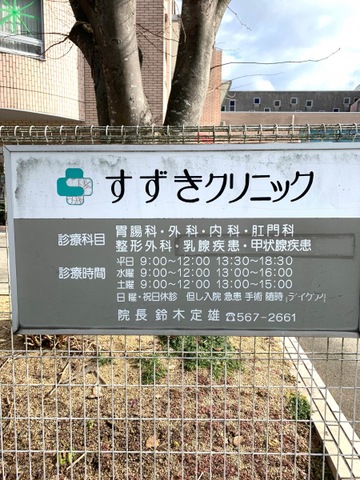 すずきクリニック
診療科目 胃腸科・外科・内科・肛門科
整形外科・乳腺疾患・甲状腺疾患
診療時間 平日 9:00~12:00 13:30~18:30
水曜 9:00~12:00 13:00~16:00
土曜 9:00~12:00 13:00~15:00
日曜・祝日休診 但し入院 急患 手術 随時 (デイケア)
院長 鈴木定雄 ☎567-2661